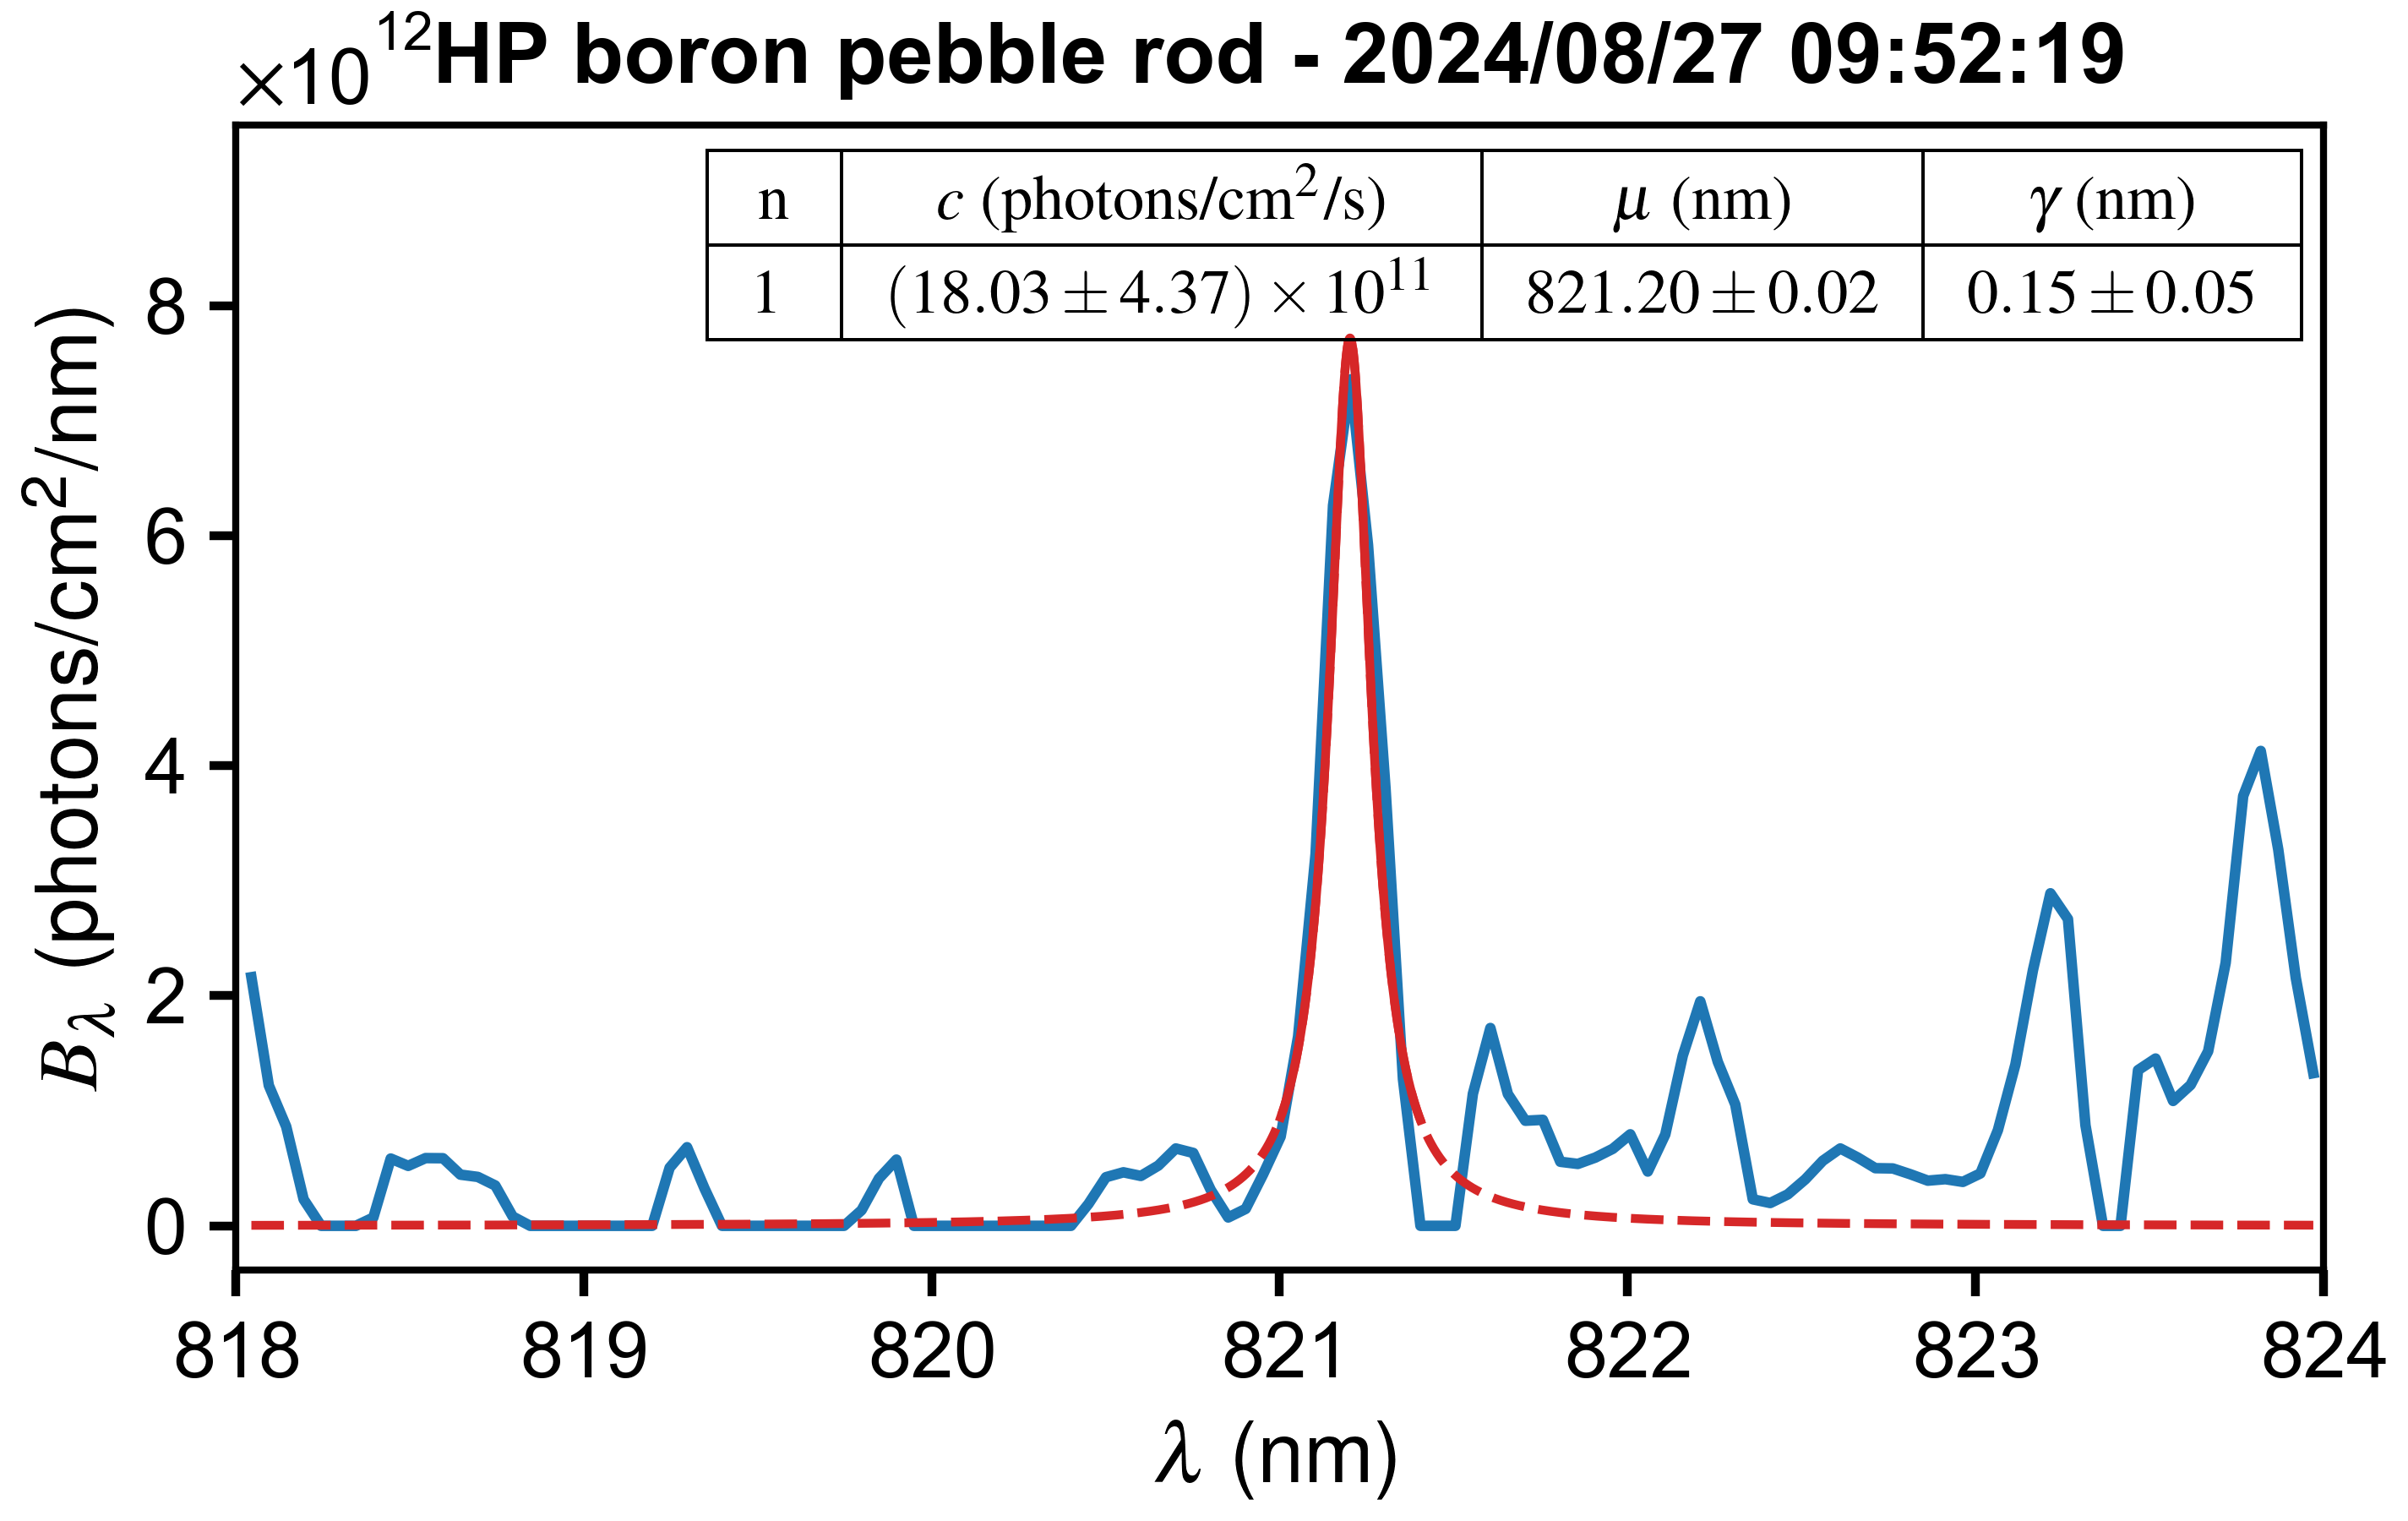 ×10¹² HP boron pebble rod - 2024/08/27 09:52:19
n c (photons/cm²/s) μ (nm) γ (nm)
1 (18.03 ± 4.37) × 10¹¹ 821.20 ± 0.02 0.15 ± 0.05
8
6
4
2
0
B_λ (photons/cm²/nm)
818 819 820 821 822 823 824
λ (nm)